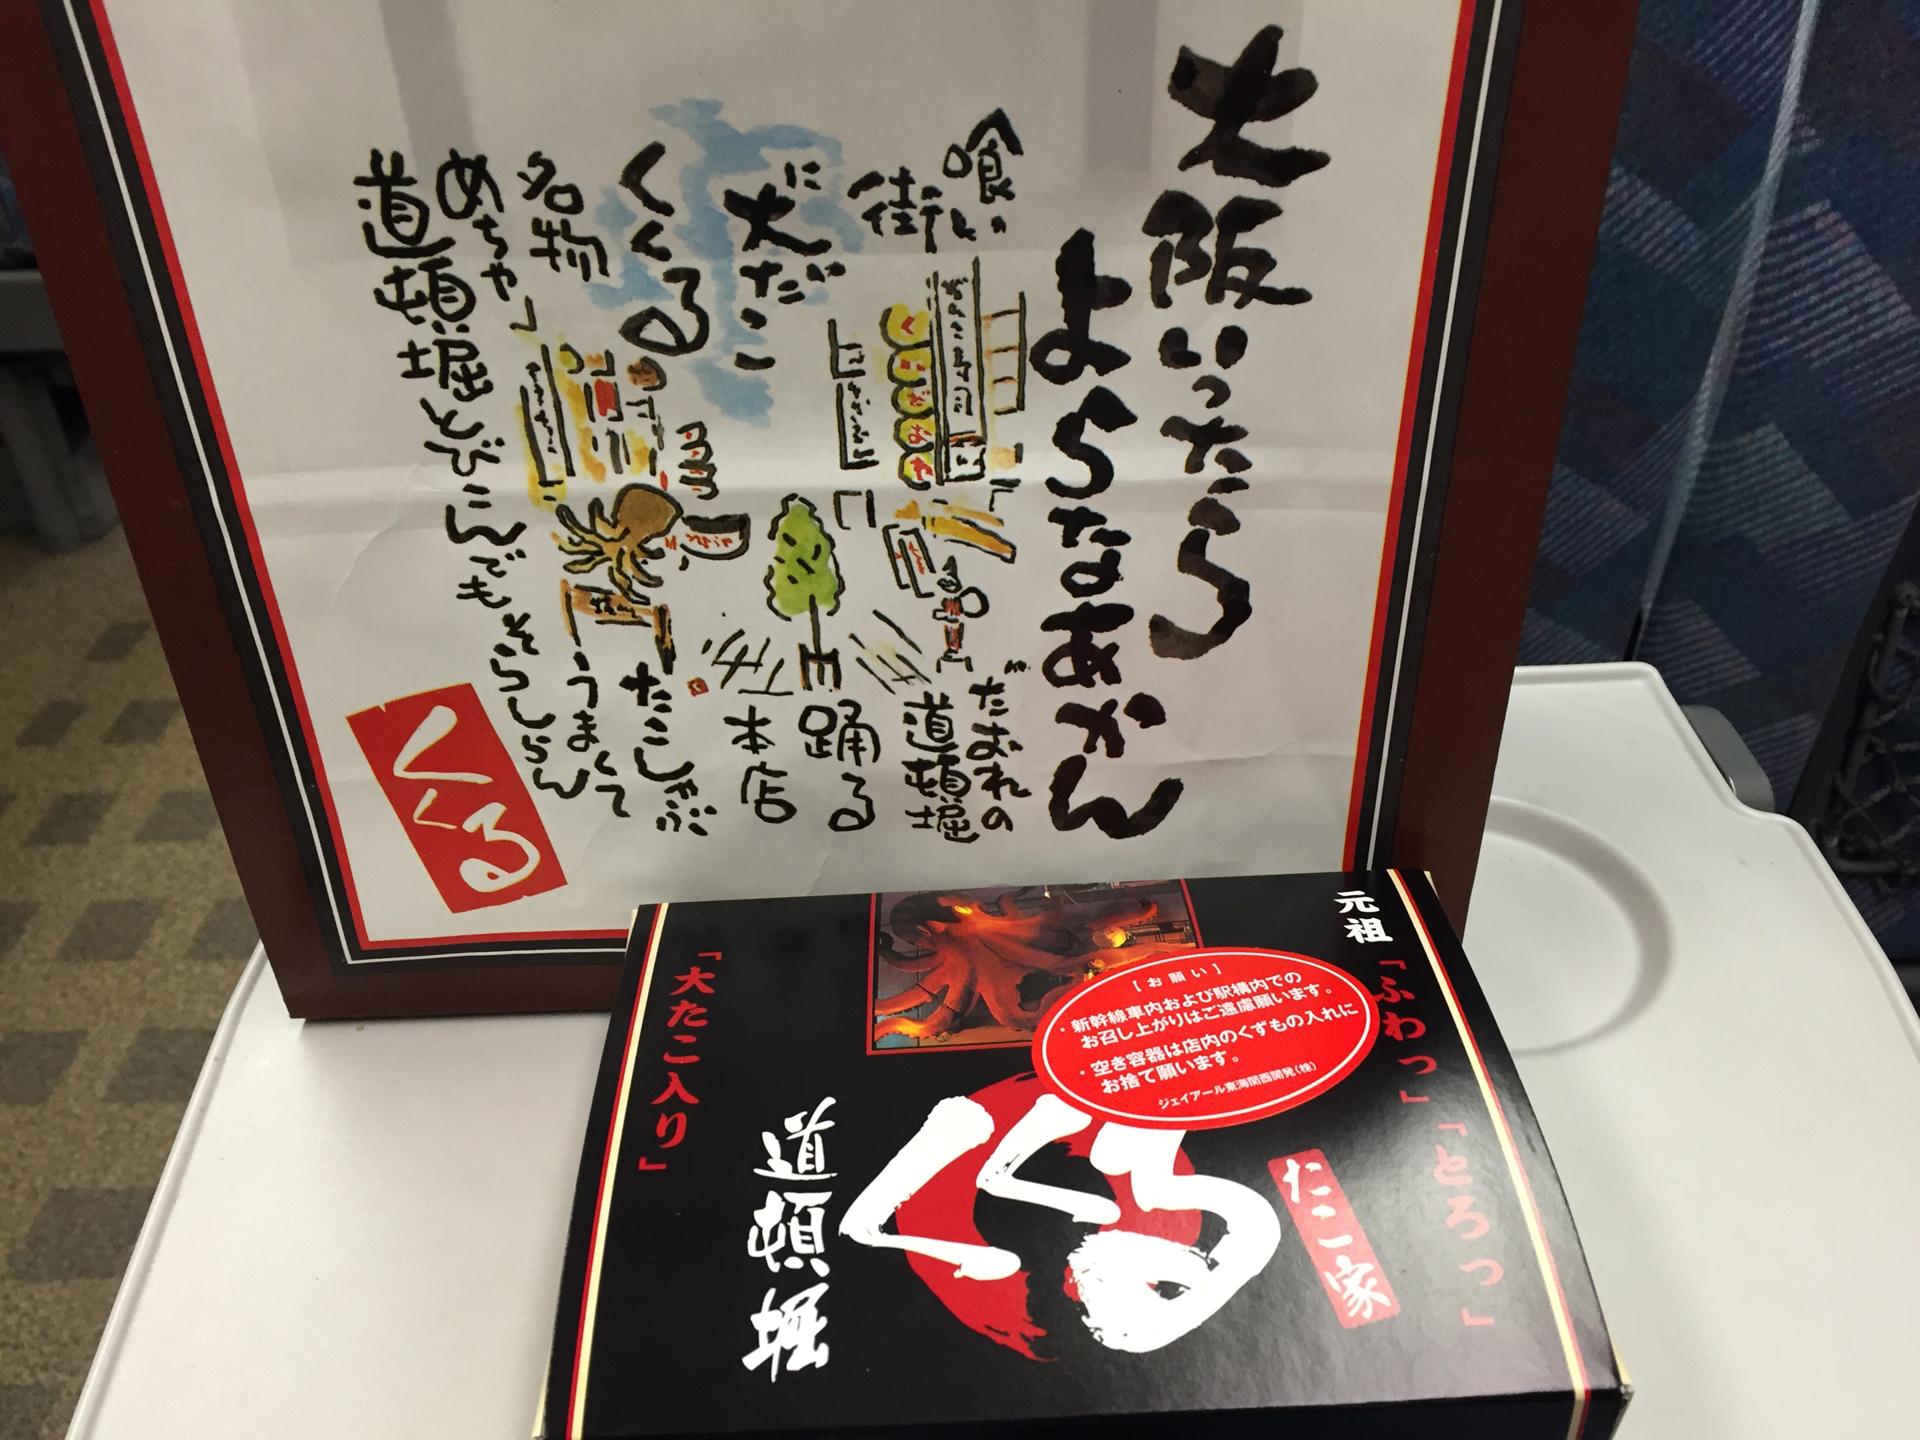 大阪いったら
よらなあかん
喰い
だおれの
街
道頓堀
に
踊る
大だこ
本店
くくる
名物
たこしゃぶ
めちゃ
うまくて
道頓堀とびこんでもそらしらん
くくる
元祖「ふわっ」「とろっ」
たこ家
道頓堀
くくる
「大たこ入り」
[お願い]
・新幹線車内および駅構内での
お召し上がりはご遠慮願います。
・空き容器は店内のくずもの入れに
お捨て願います。
ジェイアール東海関西開発(株)